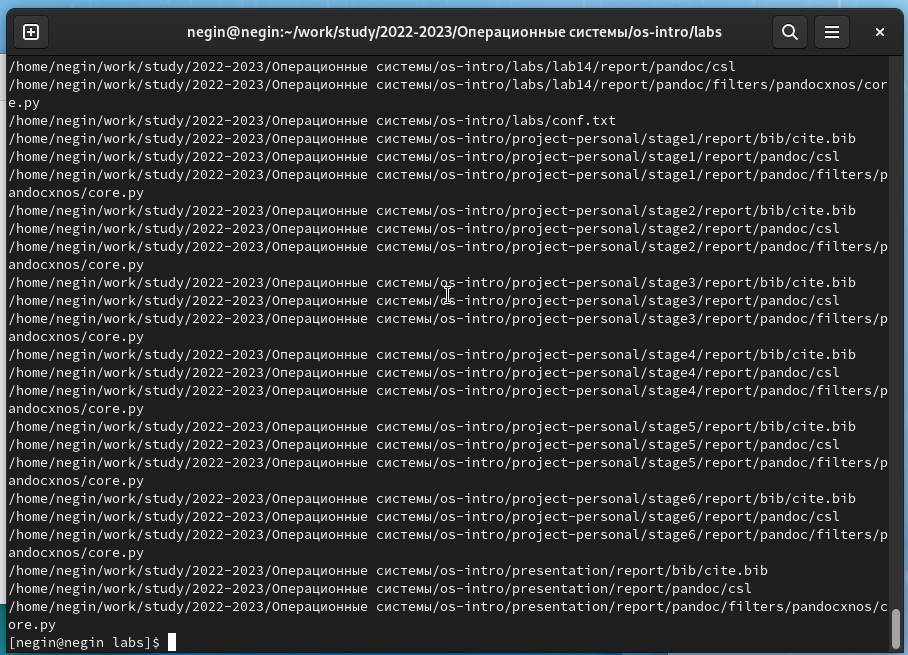 negin@negin:~/work/study/2022-2023/Операционные системы/os-intro/labs
/home/negin/work/study/2022-2023/Операционные системы/os-intro/labs/lab14/report/pandoc/csl
/home/negin/work/study/2022-2023/Операционные системы/os-intro/labs/lab14/report/pandoc/filters/pandocxnos/cor
e.py
/home/negin/work/study/2022-2023/Операционные системы/os-intro/labs/conf.txt
/home/negin/work/study/2022-2023/Операционные системы/os-intro/project-personal/stage1/report/bib/cite.bib
/home/negin/work/study/2022-2023/Операционные системы/os-intro/project-personal/stage1/report/pandoc/csl
/home/negin/work/study/2022-2023/Операционные системы/os-intro/project-personal/stage1/report/pandoc/filters/p
andocxnos/core.py
/home/negin/work/study/2022-2023/Операционные системы/os-intro/project-personal/stage2/report/bib/cite.bib
/home/negin/work/study/2022-2023/Операционные системы/os-intro/project-personal/stage2/report/pandoc/csl
/home/negin/work/study/2022-2023/Операционные системы/os-intro/project-personal/stage2/report/pandoc/filters/p
andocxnos/core.py
/home/negin/work/study/2022-2023/Операционные системы/os-intro/project-personal/stage3/report/bib/cite.bib
/home/negin/work/study/2022-2023/Операционные системы/os-intro/project-personal/stage3/report/pandoc/csl
/home/negin/work/study/2022-2023/Операционные системы/os-intro/project-personal/stage3/report/pandoc/filters/p
andocxnos/core.py
/home/negin/work/study/2022-2023/Операционные системы/os-intro/project-personal/stage4/report/bib/cite.bib
/home/negin/work/study/2022-2023/Операционные системы/os-intro/project-personal/stage4/report/pandoc/csl
/home/negin/work/study/2022-2023/Операционные системы/os-intro/project-personal/stage4/report/pandoc/filters/p
andocxnos/core.py
/home/negin/work/study/2022-2023/Операционные системы/os-intro/project-personal/stage5/report/bib/cite.bib
/home/negin/work/study/2022-2023/Операционные системы/os-intro/project-personal/stage5/report/pandoc/csl
/home/negin/work/study/2022-2023/Операционные системы/os-intro/project-personal/stage5/report/pandoc/filters/p
andocxnos/core.py
/home/negin/work/study/2022-2023/Операционные системы/os-intro/project-personal/stage6/report/bib/cite.bib
/home/negin/work/study/2022-2023/Операционные системы/os-intro/project-personal/stage6/report/pandoc/csl
/home/negin/work/study/2022-2023/Операционные системы/os-intro/project-personal/stage6/report/pandoc/filters/p
andocxnos/core.py
/home/negin/work/study/2022-2023/Операционные системы/os-intro/presentation/report/bib/cite.bib
/home/negin/work/study/2022-2023/Операционные системы/os-intro/presentation/report/pandoc/csl
/home/negin/work/study/2022-2023/Операционные системы/os-intro/presentation/report/pandoc/filters/pandocxnos/c
ore.py
[negin@negin labs]$